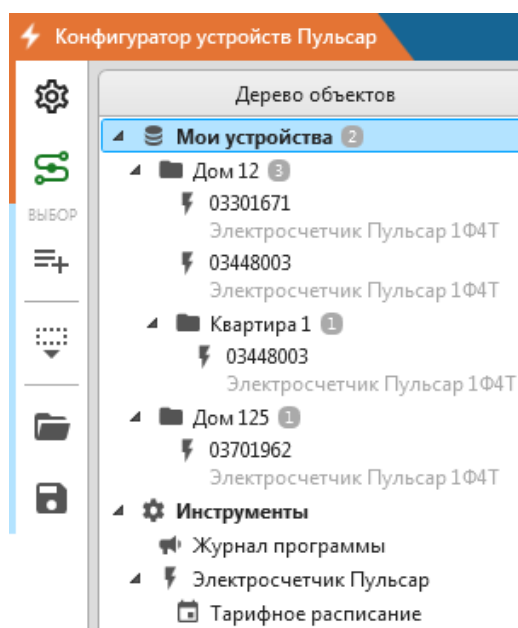 Конфигуратор устройств Пульсар
Дерево объектов
Мои устройства 2
Дом 12 3
03301671
Электросчетчик Пульсар 1Ф4Т
ВЫБОР
03448003
Электросчетчик Пульсар 1Ф4Т
Квартира 1 1
03448003
Электросчетчик Пульсар 1Ф4Т
Дом 125 1
03701962
Электросчетчик Пульсар 1Ф4Т
Инструменты
Журнал программы
Электросчетчик Пульсар
Тарифное расписание